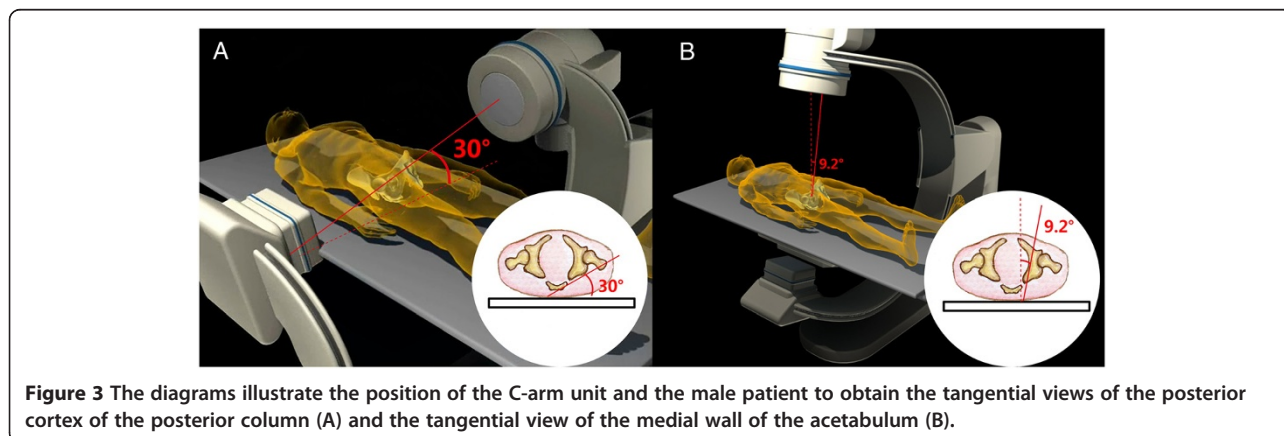 A
B
30°
9.2°
30°
9.2°
Figure 3 The diagrams illustrate the position of the C-arm unit and the male patient to obtain the tangential views of the posterior
cortex of the posterior column (A) and the tangential view of the medial wall of the acetabulum (B).